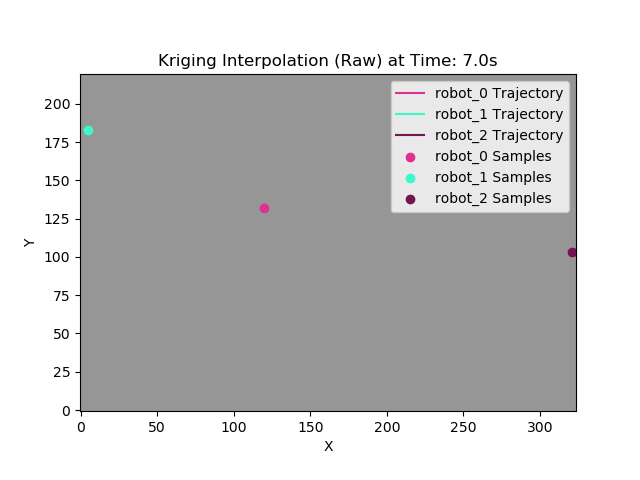 Kriging Interpolation (Raw) at Time: 7.0s
robot_0 Trajectory
robot_1 Trajectory
robot_2 Trajectory
robot_0 Samples
robot_1 Samples
robot_2 Samples
200
175
150
125
100
75
50
25
0
Y
0 50 100 150 200 250 300
X